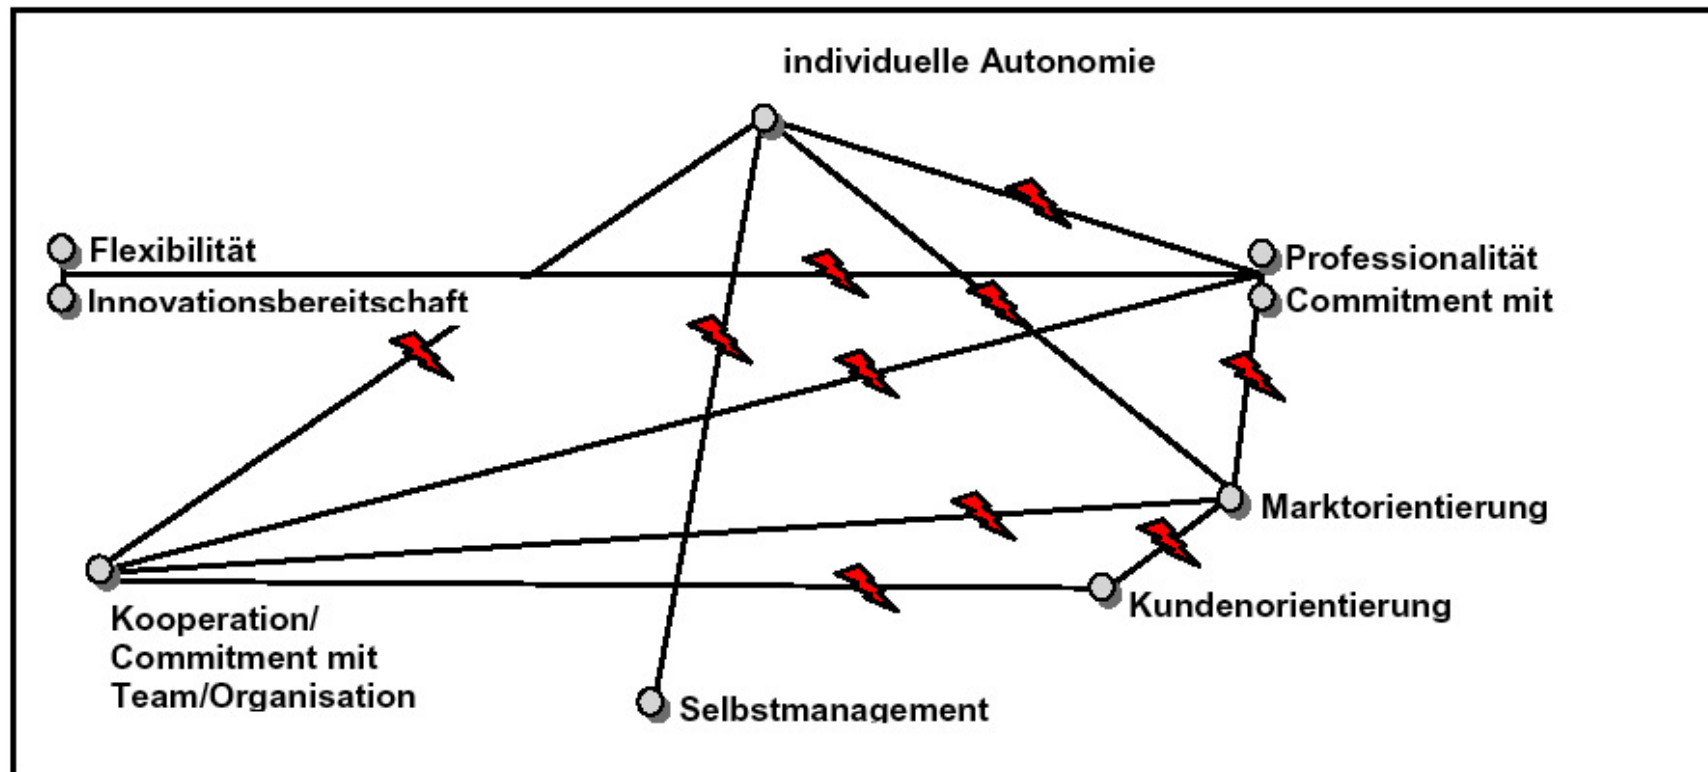 individuelle Autonomie
Flexibilität
Innovationsbereitschaft
Professionalität
Commitment mit
Marktorientierung
Kundenorientierung
Kooperation/
Commitment mit
Team/Organisation
Selbstmanagement